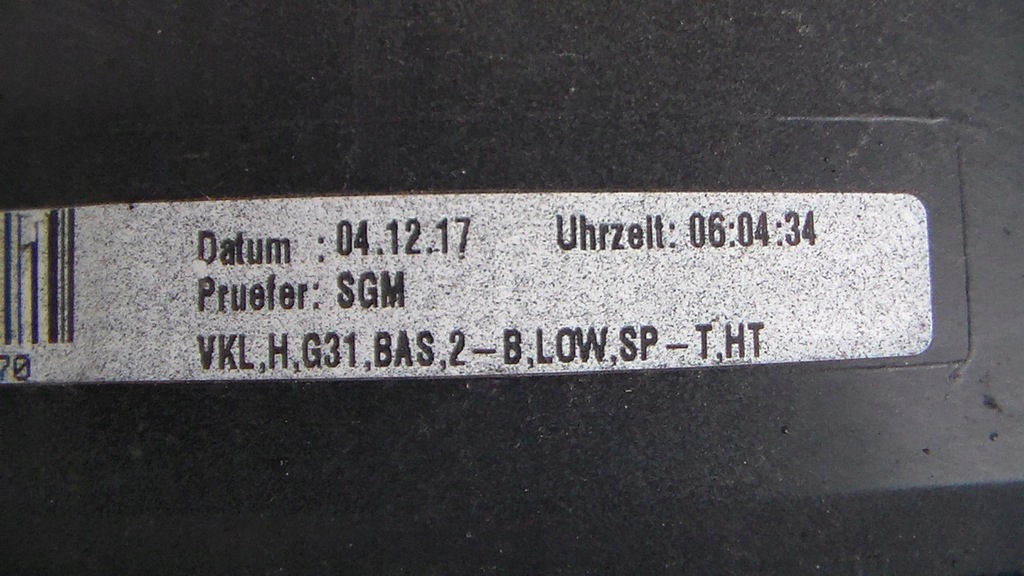 Datum : 04.12.17 Uhrzeit: 06:04:34
Pruefer: SGM
VKL,H,G31,BAS,2-B,LOW,SP-T,HT
70